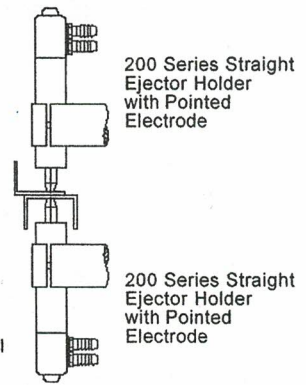 200 Series Straight
Ejector Holder
with Pointed
Electrode
200 Series Straight
Ejector Holder
with Pointed
Electrode